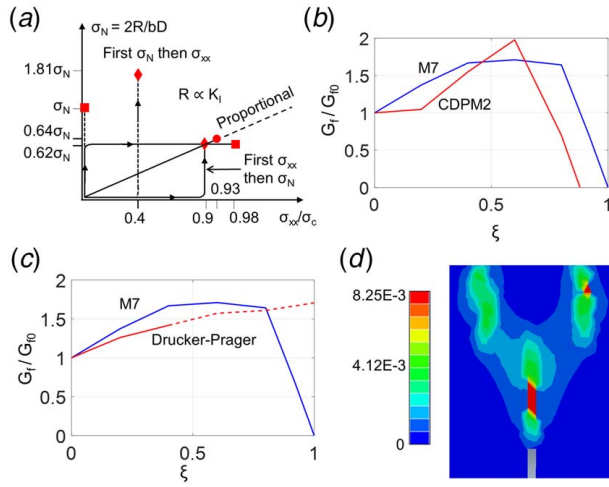 (a)
σN = 2R/bD
First σN then σxx
1.81σN
σN
0.64σN
0.62σN
R ∝ KI
Proportional
First σxx
then σN
0.93
0.4
0.9
0.98
σxx/σc
(b)
Gf / Gf0
2
1.5
1
0.5
0
M7
CDPM2
0
0.5
1
ξ
(c)
Gf / Gf0
2
1.5
1
0.5
0
M7
Drucker-Prager
0
0.5
1
ξ
(d)
8.25E-3
4.12E-3
0